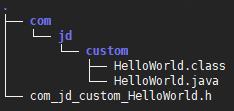 .
├── com
│   └── jd
│       └── custom
│           ├── HelloWorld.class
│           └── HelloWorld.java
└── com_jd_custom_HelloWorld.h